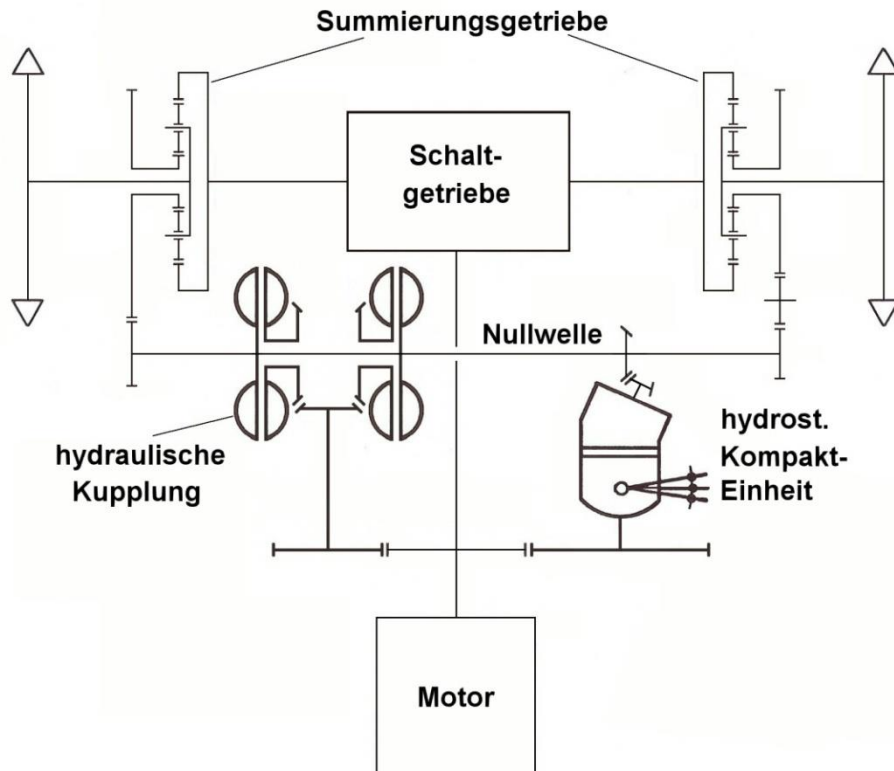 Summierungsgetriebe
Schalt-
getriebe
Nullwelle
hydraulische
Kupplung
hydrost.
Kompakt-
Einheit
Motor